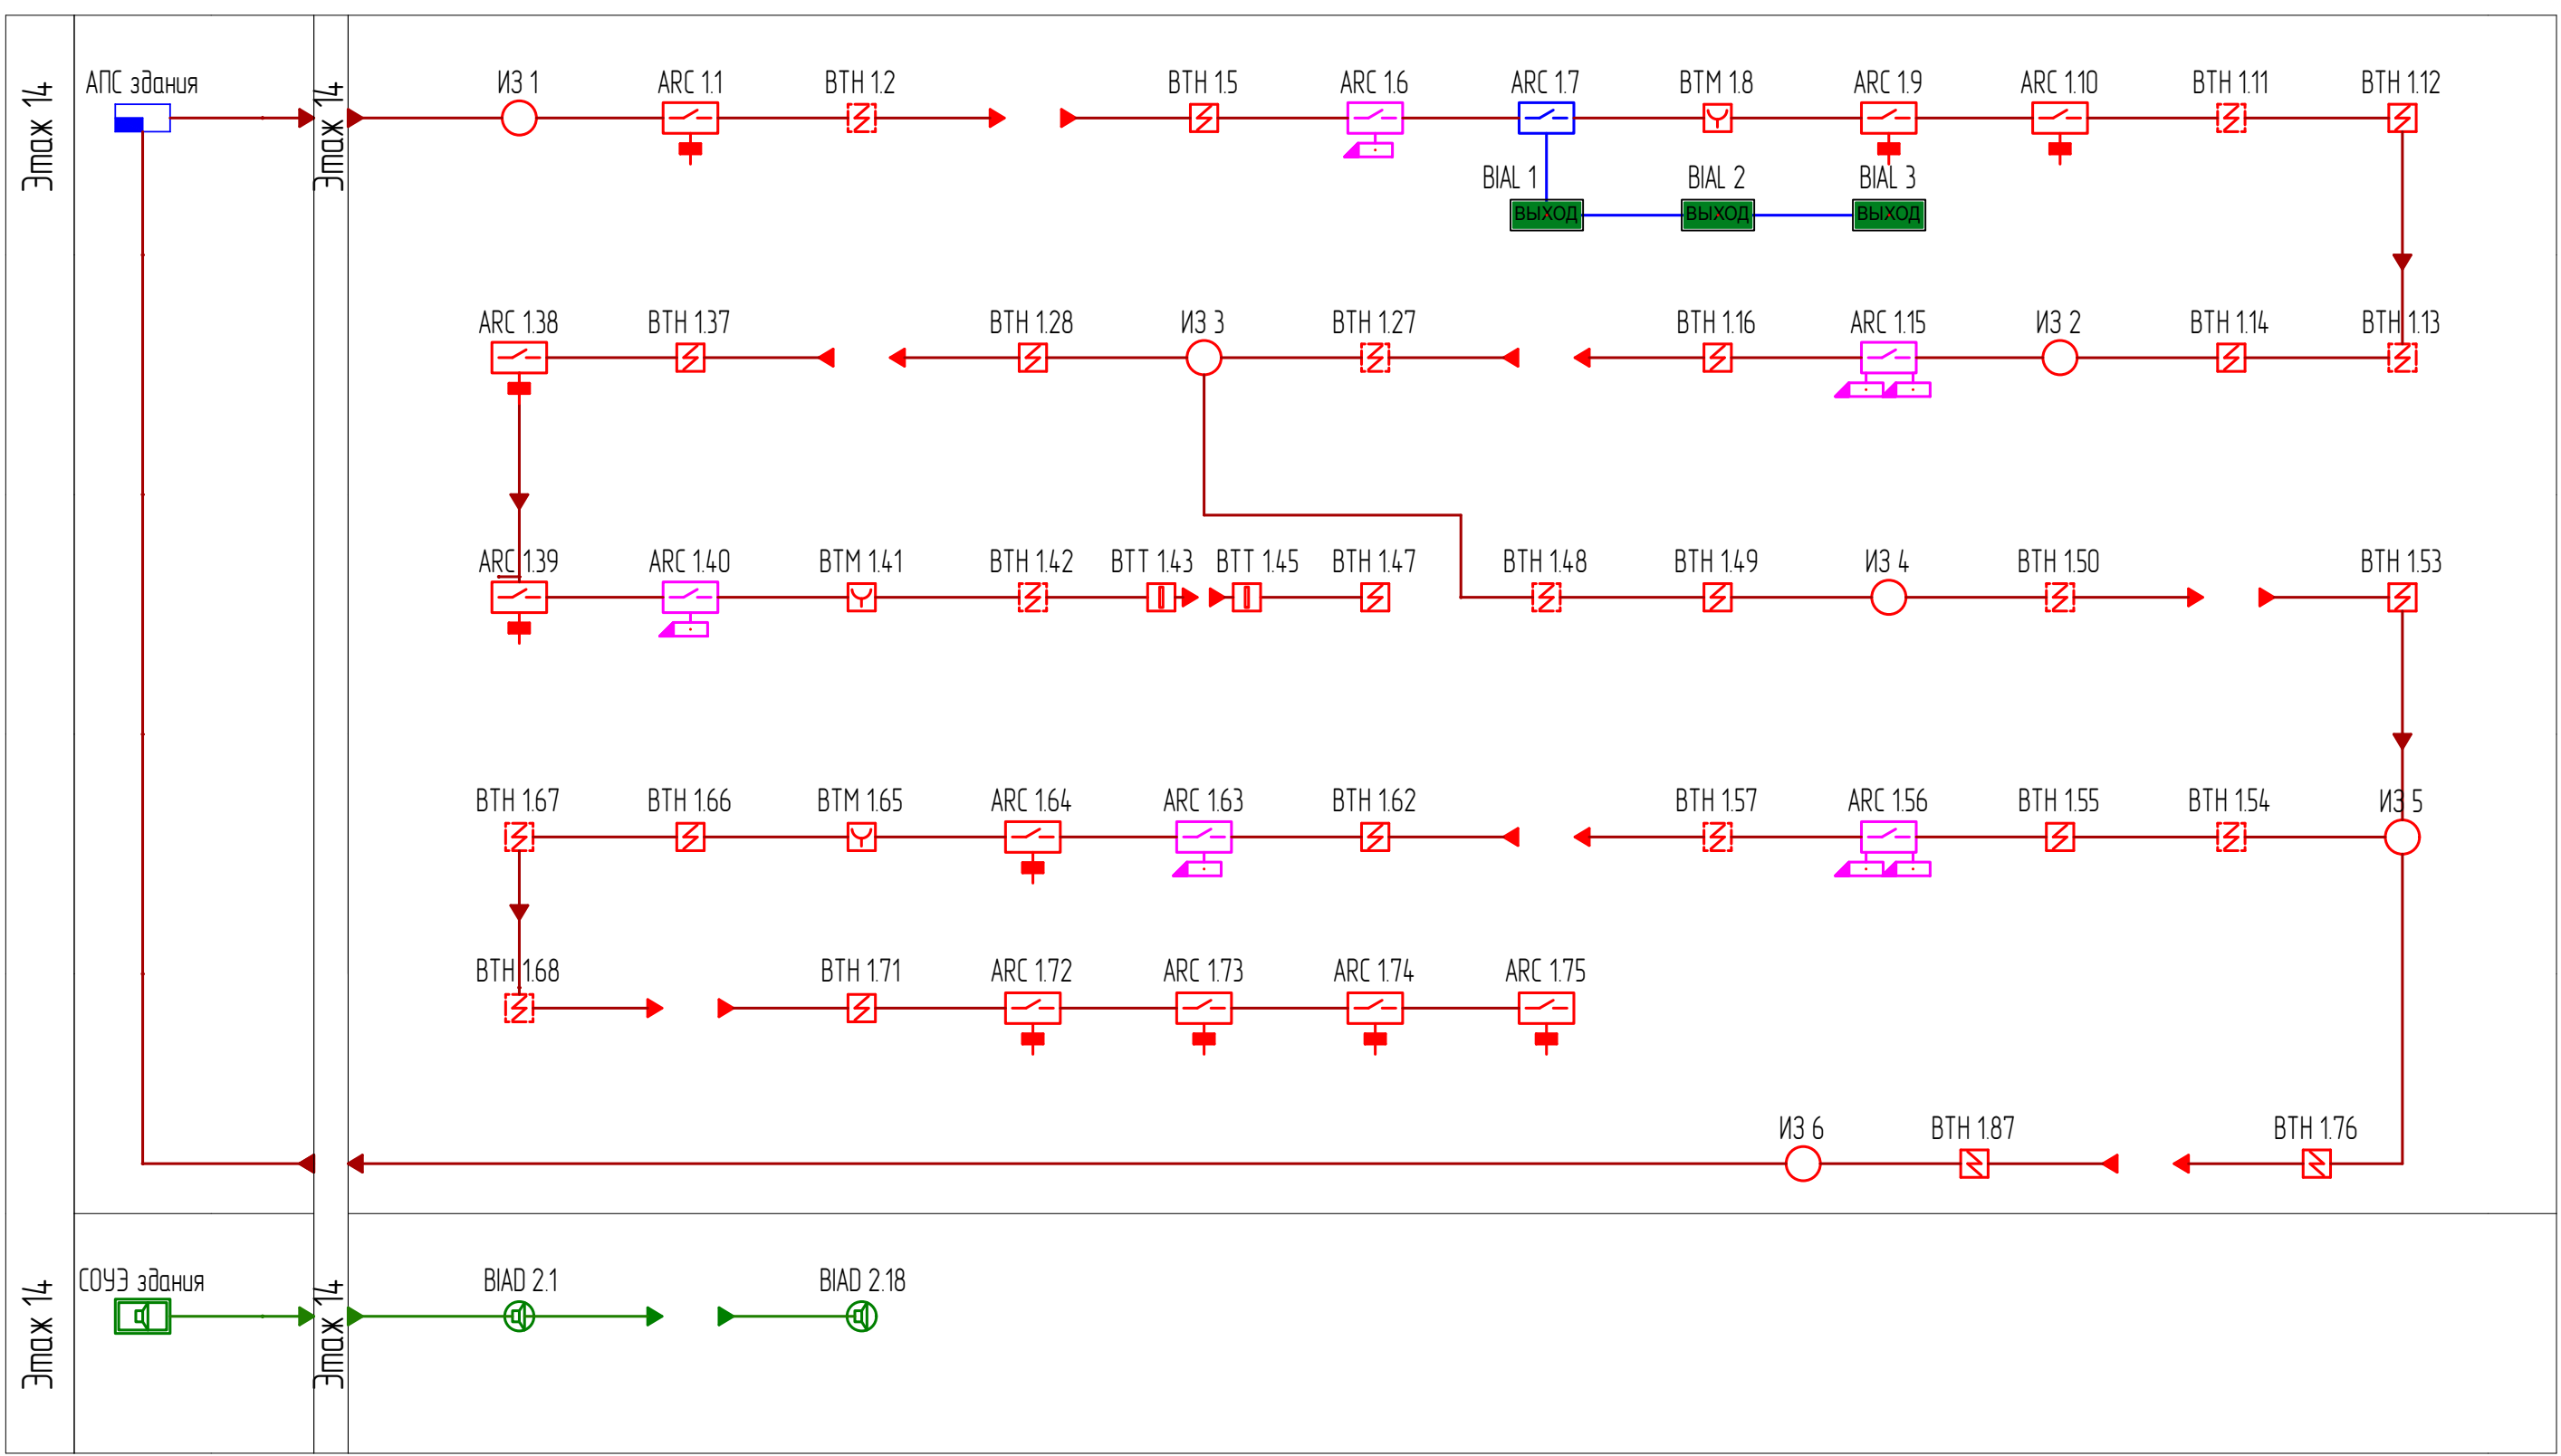 Этаж 14
АПС здания
Этаж 14
ИЗ 1
ARC 1.1
BTH 1.2
BTH 1.5
ARC 1.6
ARC 1.7
BTM 1.8
ARC 1.9
ARC 1.10
BTH 1.11
BTH 1.12
BIAL 1
BIAL 2
BIAL 3
ВЫХОД
ВЫХОД
ВЫХОД
ARC 1.38
BTH 1.37
BTH 1.28
ИЗ 3
BTH 1.27
BTH 1.16
ARC 1.15
ИЗ 2
BTH 1.14
BTH 1.13
ARC 1.39
ARC 1.40
BTM 1.41
BTH 1.42
BTT 1.43
BTT 1.45
BTH 1.47
BTH 1.48
BTH 1.49
ИЗ 4
BTH 1.50
BTH 1.53
BTH 1.67
BTH 1.66
BTM 1.65
ARC 1.64
ARC 1.63
BTH 1.62
BTH 1.57
ARC 1.56
BTH 1.55
BTH 1.54
ИЗ 5
BTH 1.68
BTH 1.71
ARC 1.72
ARC 1.73
ARC 1.74
ARC 1.75
ИЗ 6
BTH 1.87
BTH 1.76
Этаж 14
СОУЭ здания
Этаж 14
BIAD 2.1
BIAD 2.18